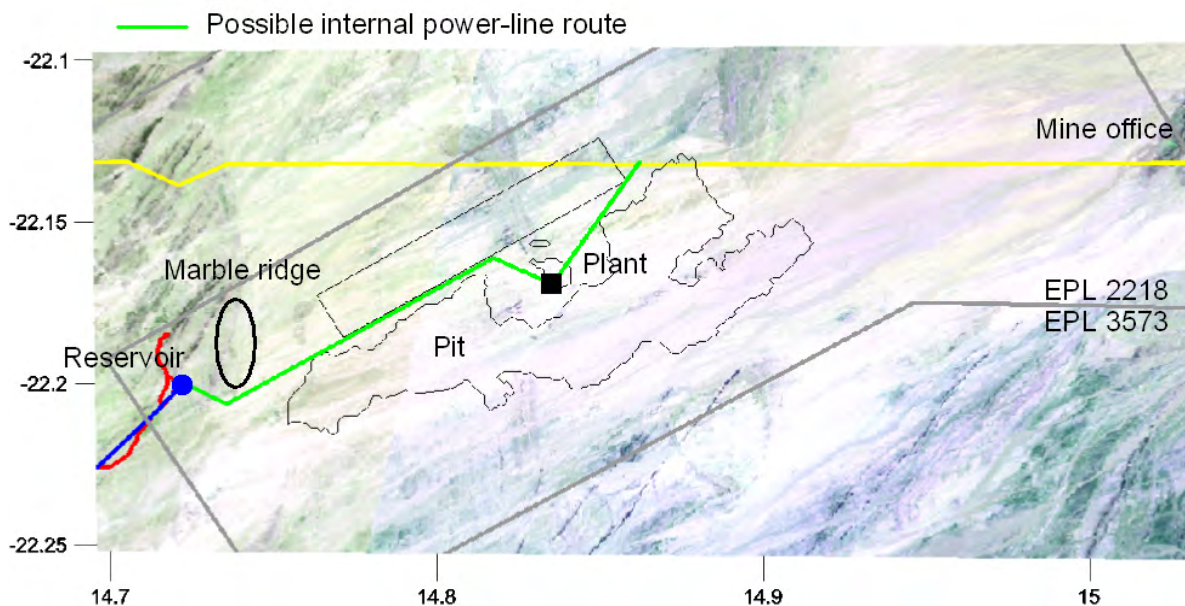 Possible internal power-line route
-22.1
Mine office
-22.15
Marble ridge
Plant
EPL 2218
EPL 3573
Pit
Reservoir
-22.2
-22.25
14.7
14.8
14.9
15